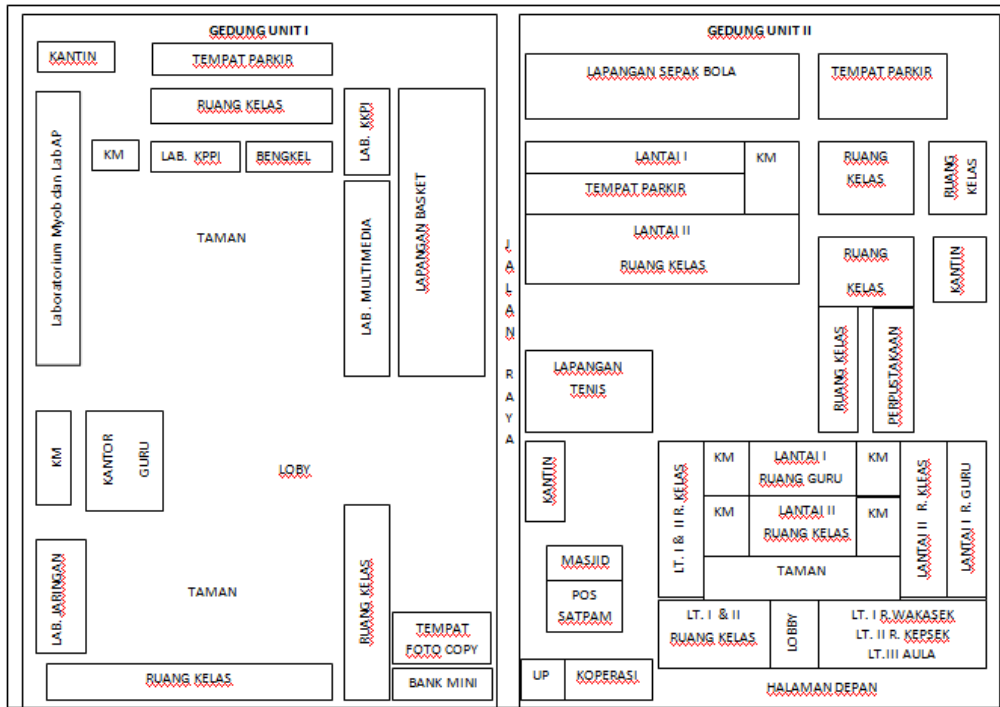 GEDUNG UNIT I
KANTIN
TEMPAT PARKIR
RUANG KELAS
LAB. KKPI
LAPANGAN BASKET
Laboratorium Myob dan Lab AP
KM
LAB. KPPI
BENGKEL
TAMAN
LAB. MULTIMEDIA
KM
KANTOR
GURU
LOBY
LAB. JARINGAN
TAMAN
RUANG KELAS
TEMPAT
FOTO COPY
RUANG KELAS
BANK MINI
JALAN RAYA
GEDUNG UNIT II
LAPANGAN SEPAK BOLA
TEMPAT PARKIR
LANTAI I
KM
TEMPAT PARKIR
LANTAI II
RUANG KELAS
RUANG
KELAS
RUANG
KELAS
RUANG
KELAS
KANTIN
RUANG KELAS
PERPUSTAKAAN
LAPANGAN
TENIS
KANTIN
LT. I & II R. KELAS
KM
LANTAI I
RUANG GURU
KM
KM
LANTAI II
RUANG KELAS
KM
LANTAI II R. KLEAS
LANTAI I R. GURU
TAMAN
MASJID
POS
SATPAM
LT. I & II
RUANG KELAS
LOBBY
LT. I R.WAKASEK
LT. II R. KEPSEK
LT.III AULA
UP
KOPERASI
HALAMAN DEPAN